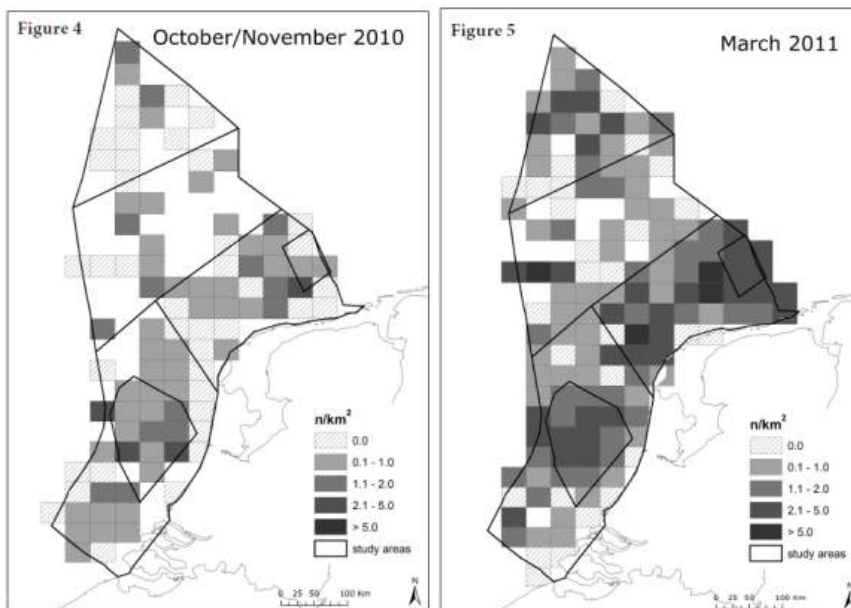 Figure 4
October/November 2010
n/km²
0.0
0.1 - 1.0
1.1 - 2.0
2.1 - 5.0
> 5.0
study areas
0 25 50 100 Km
N
Figure 5
March 2011
n/km²
0.0
0.1 - 1.0
1.1 - 2.0
2.1 - 5.0
> 5.0
study areas
0 25 50 100 Km
N